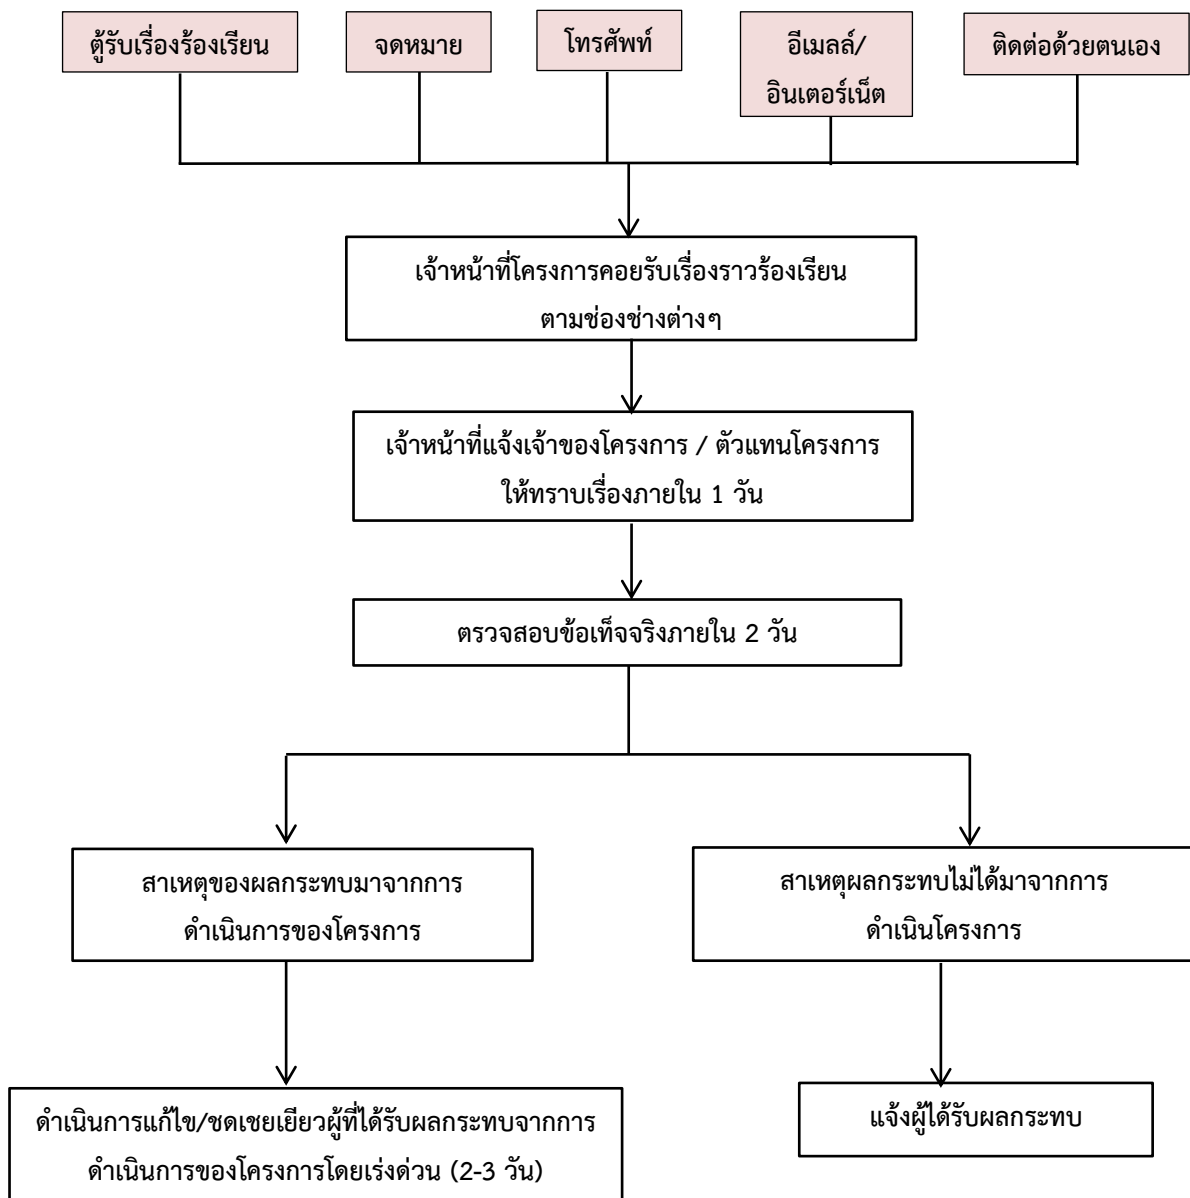 ตู้รับเรื่องร้องเรียน
จดหมาย
โทรศัพท์
อีเมลล์/
อินเตอร์เน็ต
ติดต่อด้วยตนเอง
เจ้าหน้าที่โครงการคอยรับเรื่องราวร้องเรียน
ตามช่องช่างต่างๆ
เจ้าหน้าที่แจ้งเจ้าของโครงการ / ตัวแทนโครงการ
ให้ทราบเรื่องภายใน 1 วัน
ตรวจสอบข้อเท็จจริงภายใน 2 วัน
สาเหตุของผลกระทบมาจากการ
ดำเนินการของโครงการ
สาเหตุผลกระทบไม่ได้มาจากการ
ดำเนินโครงการ
ดำเนินการแก้ไข/ชดเชยเยียวผู้ที่ได้รับผลกระทบจากการ
ดำเนินการของโครงการโดยเร่งด่วน (2-3 วัน)
แจ้งผู้ได้รับผลกระทบ